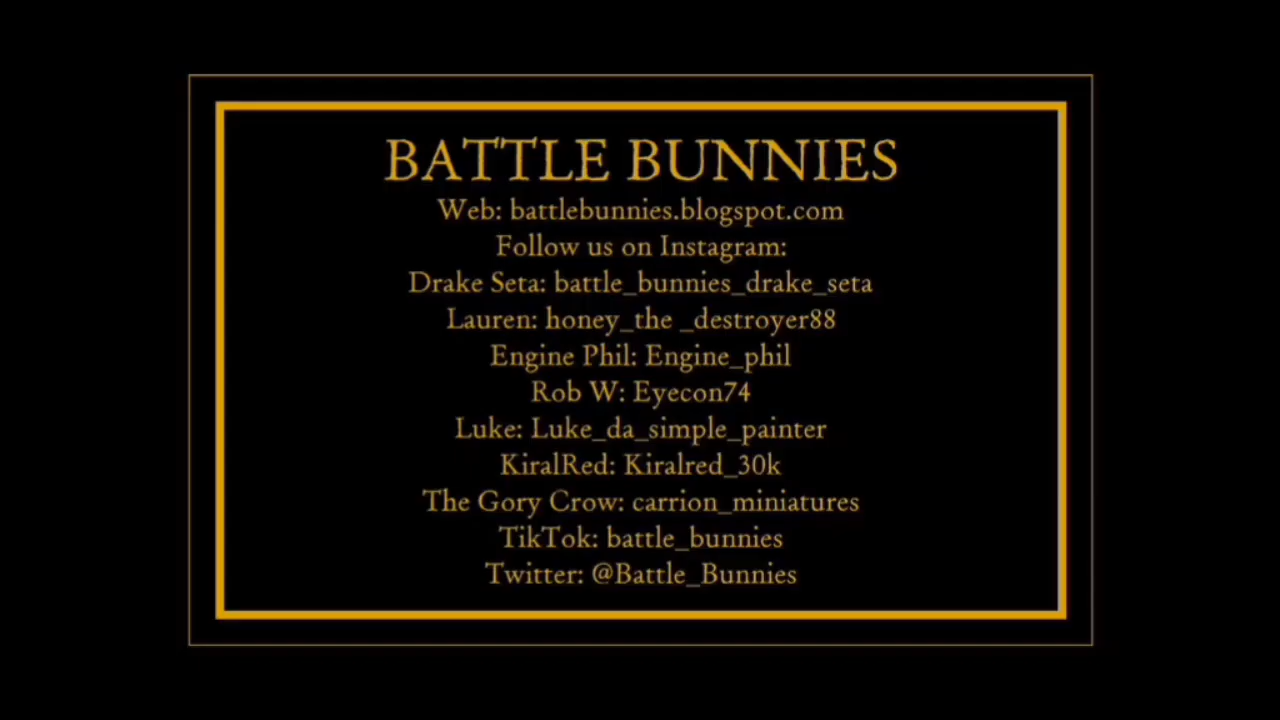 BATTLE BUNNIES
Web: battlebunnies.blogspot.com
Follow us on Instagram:
Drake Seta: battle_bunnies_drake_seta
Lauren: honey_the _destroyer88
Engine Phil: Engine_phil
Rob W: Eyecon74
Luke: Luke_da_simple_painter
KiralRed: Kiralred_30k
The Gory Crow: carrion_miniatures
TikTok: battle_bunnies
Twitter: @Battle_Bunnies